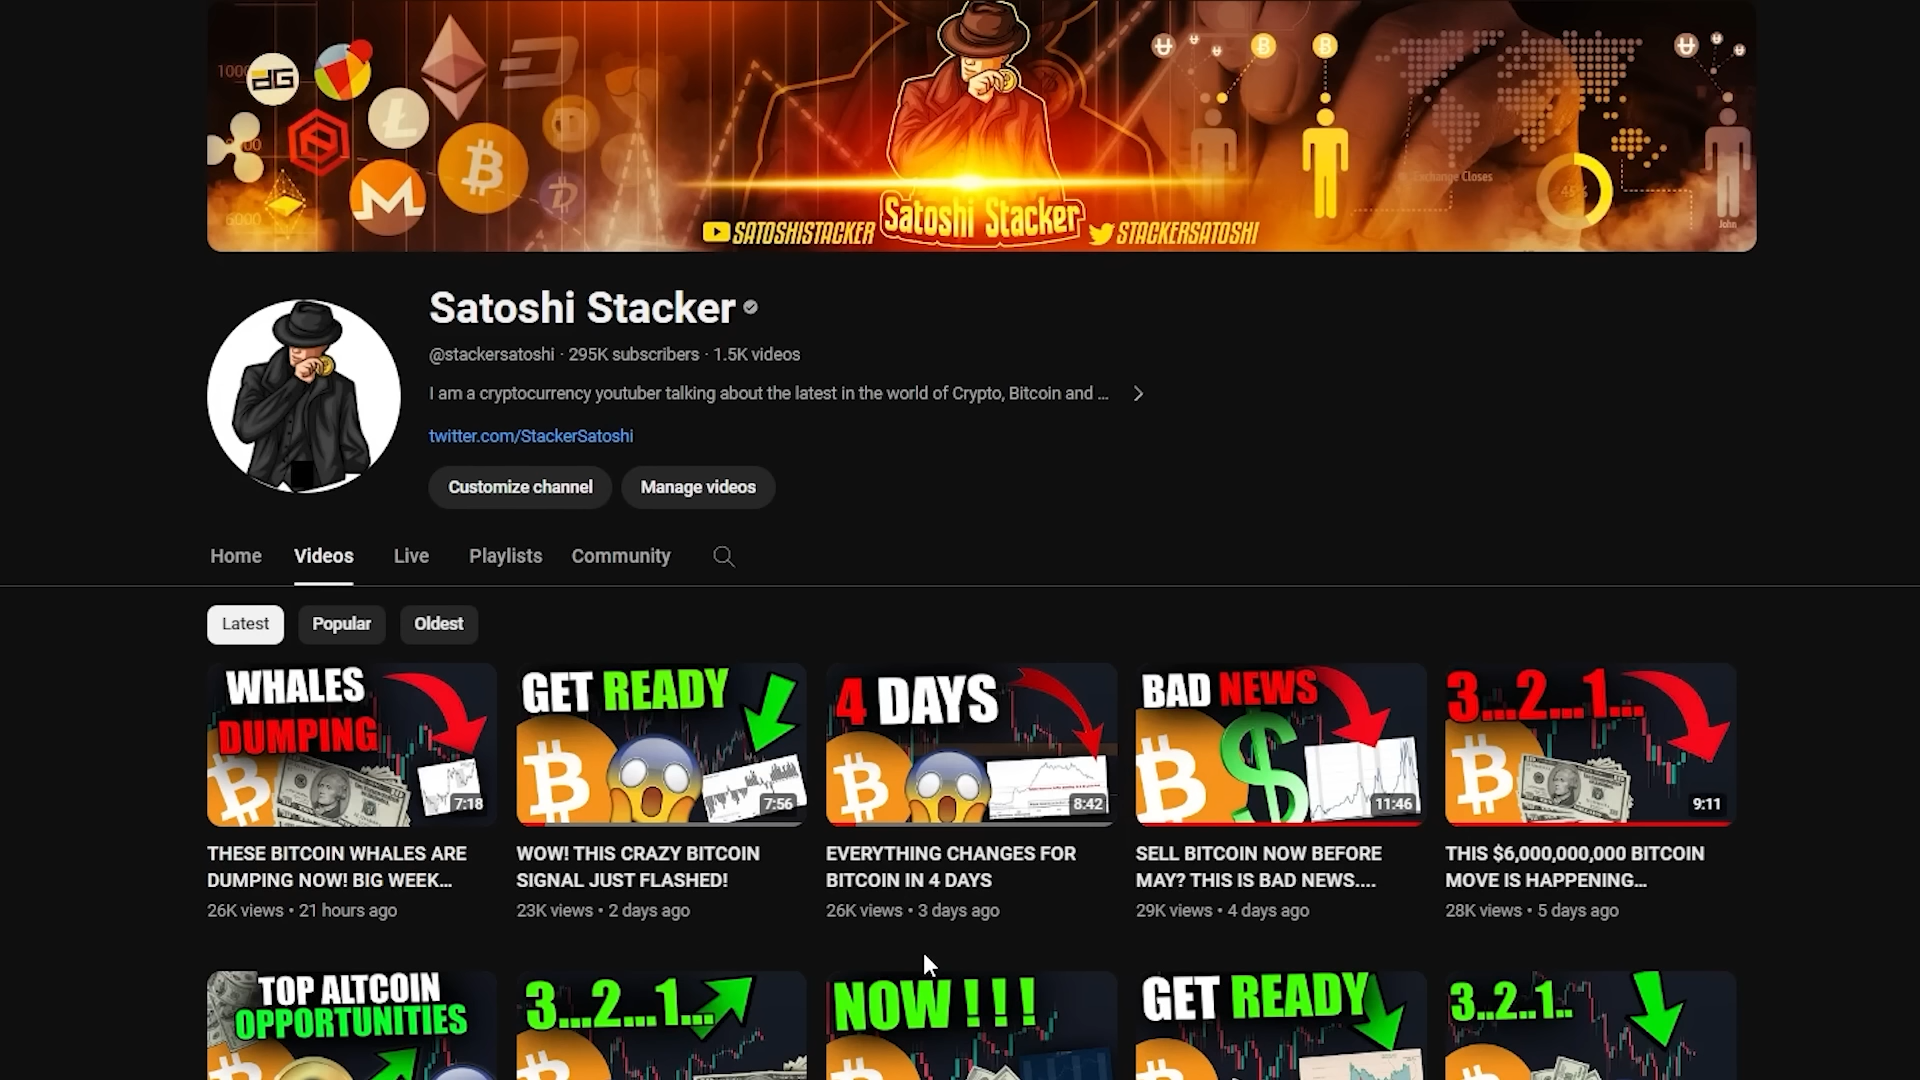 1000
6000
dG
Exchange Closes
45%
John
SATOSHISTACKER
Satoshi Stacker
STACKERSATOSHI
Satoshi Stacker
@stackersatoshi · 295K subscribers · 1.5K videos
I am a cryptocurrency youtuber talking about the latest in the world of Crypto, Bitcoin and ...
twitter.com/StackerSatoshi
Customize channel
Manage videos
Home
Videos
Live
Playlists
Community
Latest
Popular
Oldest
WHALES
DUMPING
7:18
GET READY
7:56
4 DAYS
8:42
BAD NEWS
11:46
3...2...1...
9:11
THESE BITCOIN WHALES ARE
DUMPING NOW! BIG WEEK...
26K views • 21 hours ago
WOW! THIS CRAZY BITCOIN
SIGNAL JUST FLASHED!
23K views • 2 days ago
EVERYTHING CHANGES FOR
BITCOIN IN 4 DAYS
26K views • 3 days ago
SELL BITCOIN NOW BEFORE
MAY? THIS IS BAD NEWS....
29K views • 4 days ago
THIS $6,000,000,000 BITCOIN
MOVE IS HAPPENING...
28K views • 5 days ago
TOP ALTCOIN
OPPORTUNITIES
3...2...1...
NOW !!!
GET READY
3..2..1..